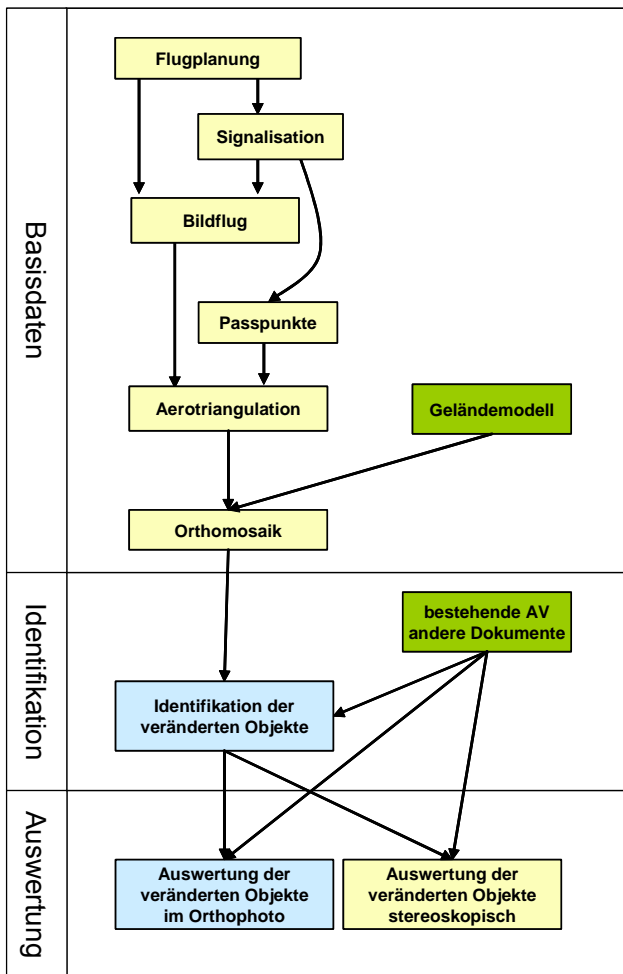 Basisdaten
Flugplanung
Signalisation
Bildflug
Passpunkte
Aerotriangulation
Geländemodell
Orthomosaik
Identifikation
bestehende AV
andere Dokumente
Identifikation der
veränderten Objekte
Auswertung
Auswertung der
veränderten Objekte
im Orthophoto
Auswertung der
veränderten Objekte
stereoskopisch